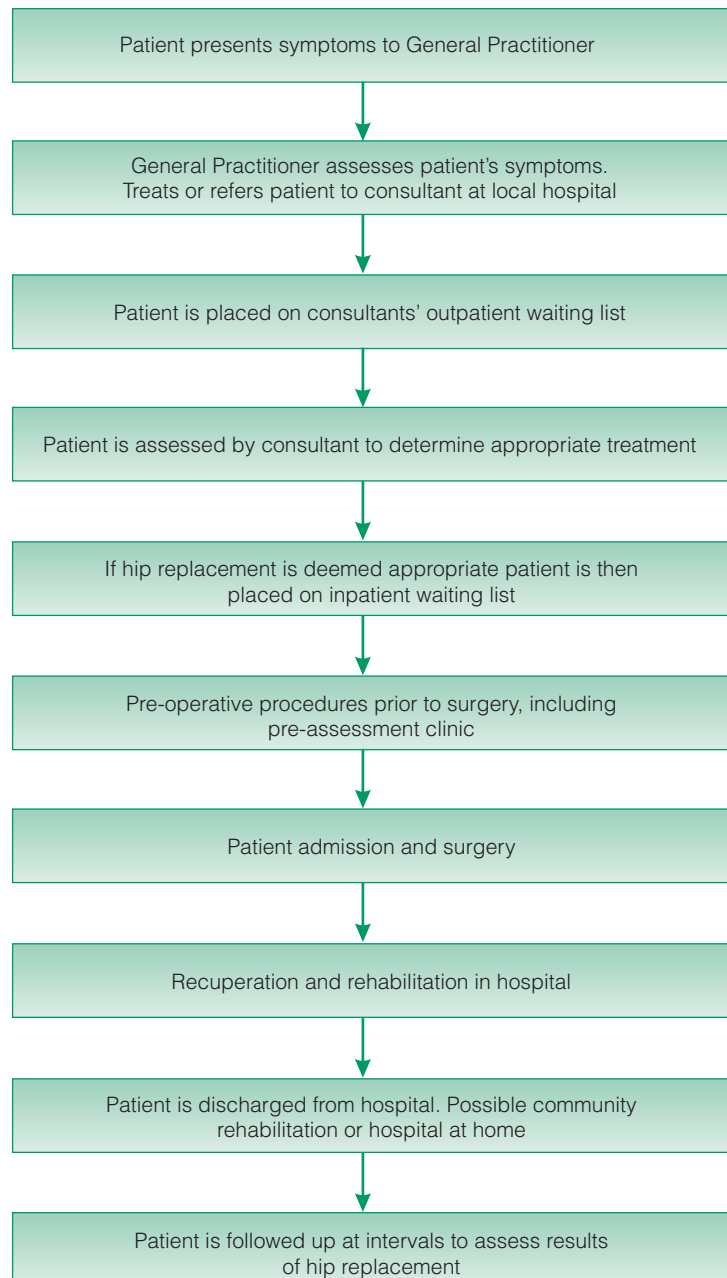 Patient presents symptoms to General Practitioner
General Practitioner assesses patient's symptoms.
Treats or refers patient to consultant at local hospital
Patient is placed on consultants' outpatient waiting list
Patient is assessed by consultant to determine appropriate treatment
If hip replacement is deemed appropriate patient is then
placed on inpatient waiting list
Pre-operative procedures prior to surgery, including
pre-assessment clinic
Patient admission and surgery
Recuperation and rehabilitation in hospital
Patient is discharged from hospital. Possible community
rehabilitation or hospital at home
Patient is followed up at intervals to assess results
of hip replacement